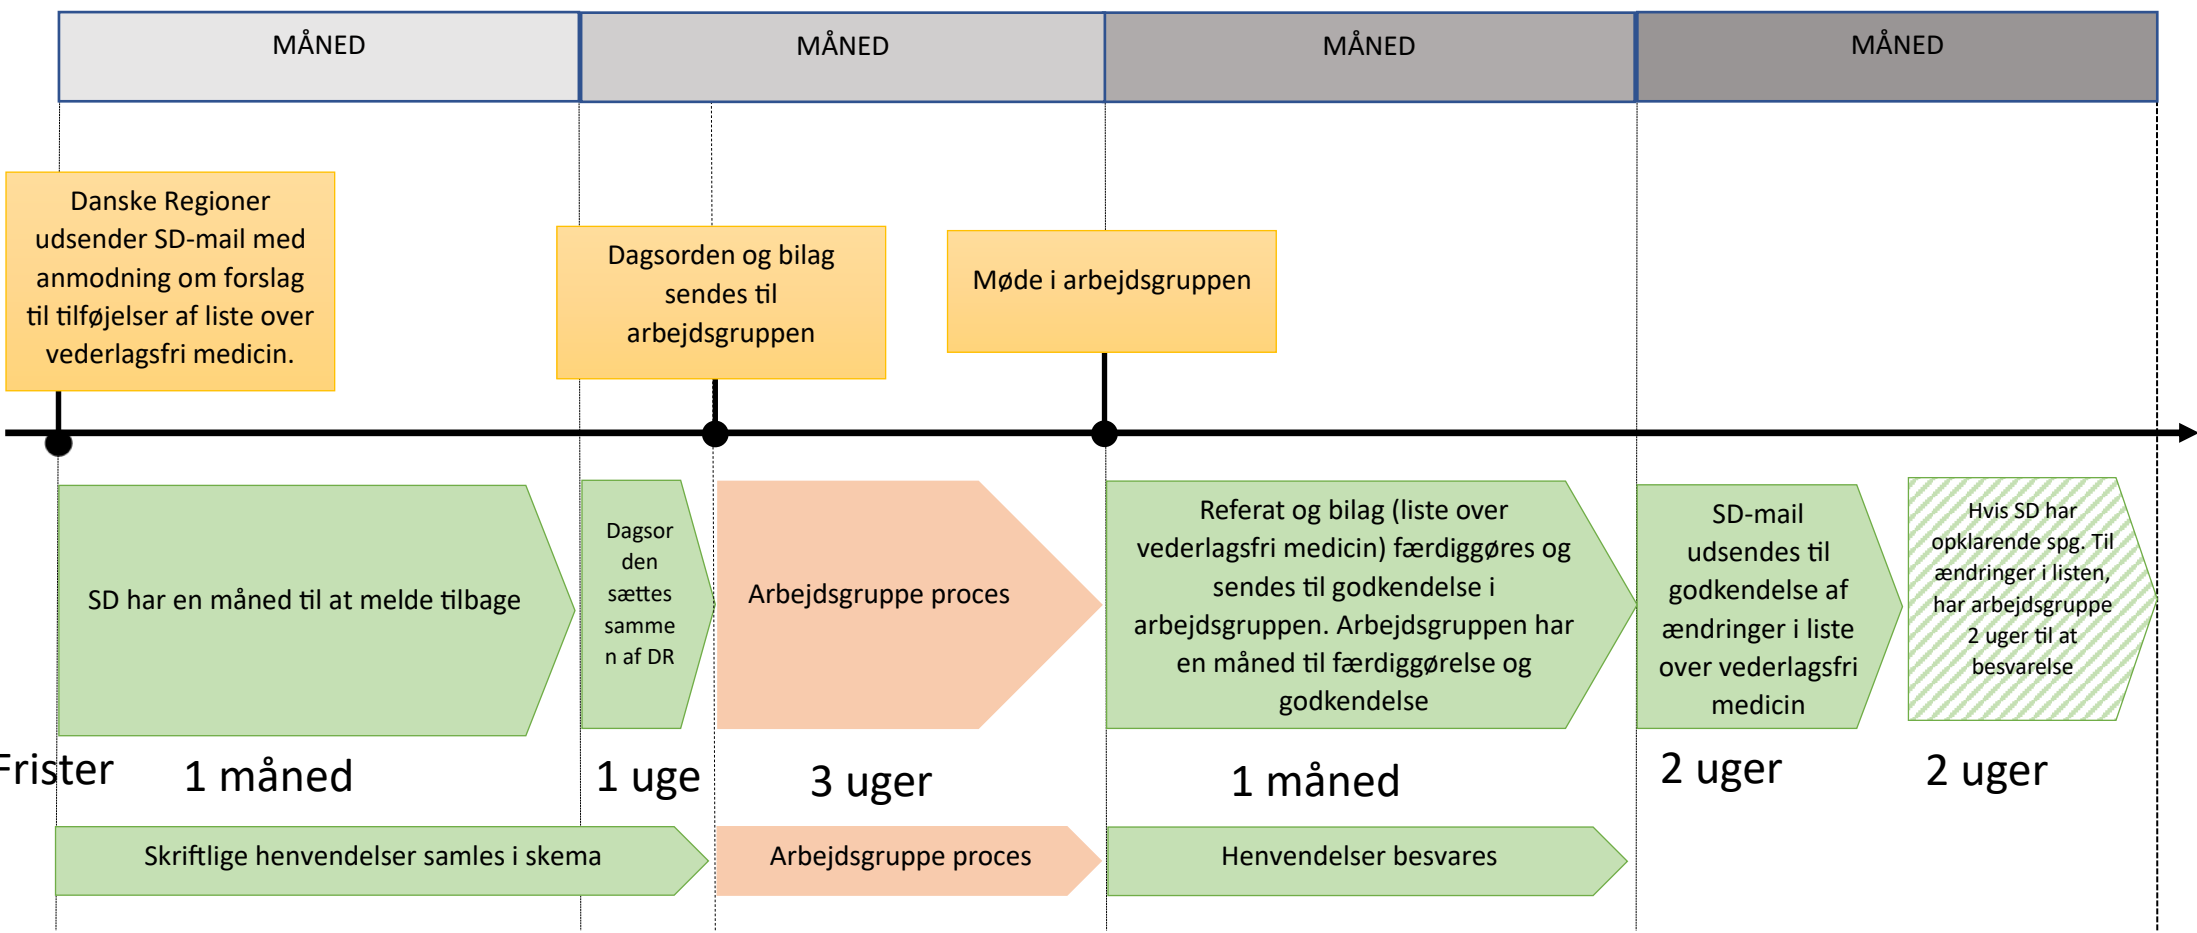 MÅNED
MÅNED
MÅNED
MÅNED
Danske Regioner
udsender SD-mail med
anmodning om forslag
til tilføjelser af liste over
vederlagsfri medicin.
Dagsorden og bilag
sendes til
arbejdsgruppen
Møde i arbejdsgruppen
SD har en måned til at melde tilbage
Dagsor
den
sættes
samme
n af DR
Arbejdsgruppe proces
Referat og bilag (liste over
vederlagsfri medicin) færdiggøres og
sendes til godkendelse i
arbejdsgruppen. Arbejdsgruppen har
en måned til færdiggørelse og
godkendelse
SD-mail
udsendes til
godkendelse af
ændringer i liste
over vederlagsfri
medicin
Hvis SD har
opklarende spg. Til
ændringer i listen,
har arbejdsgruppe
2 uger til at
besvarelse
Frister
1 måned
1 uge
3 uger
1 måned
2 uger
2 uger
Skriftlige henvendelser samles i skema
Arbejdsgruppe proces
Henvendelser besvares